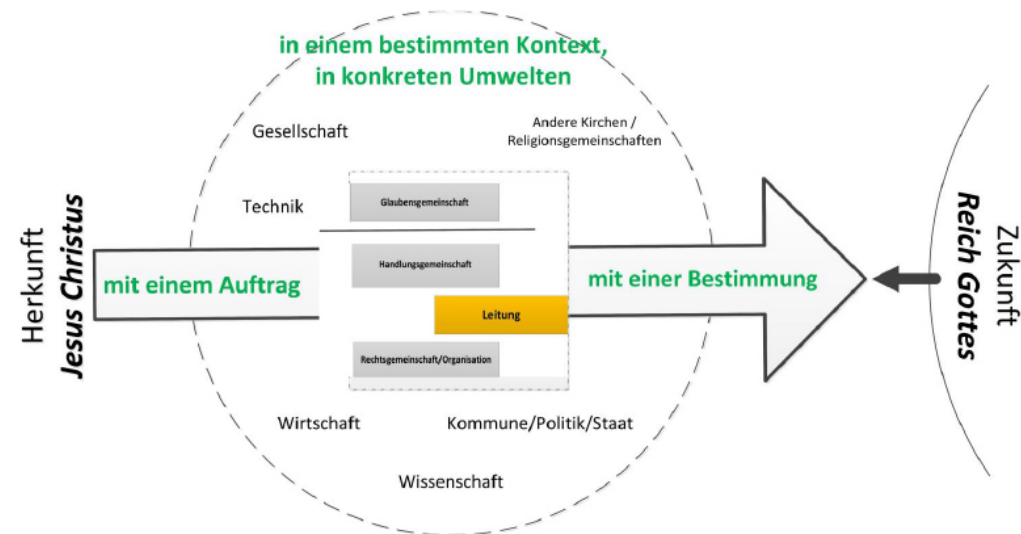 in einem bestimmten Kontext,
in konkreten Umwelten
Gesellschaft
Andere Kirchen /
Religionsgemeinschaften
Technik
Glaubensgemeinschaft
Handlungsgemeinschaft
Leitung
Rechtsgemeinschaft/Organisation
Herkunft
Jesus Christus
mit einem Auftrag
mit einer Bestimmung
Reich Gottes
Zukunft
Wirtschaft
Kommune/Politik/Staat
Wissenschaft